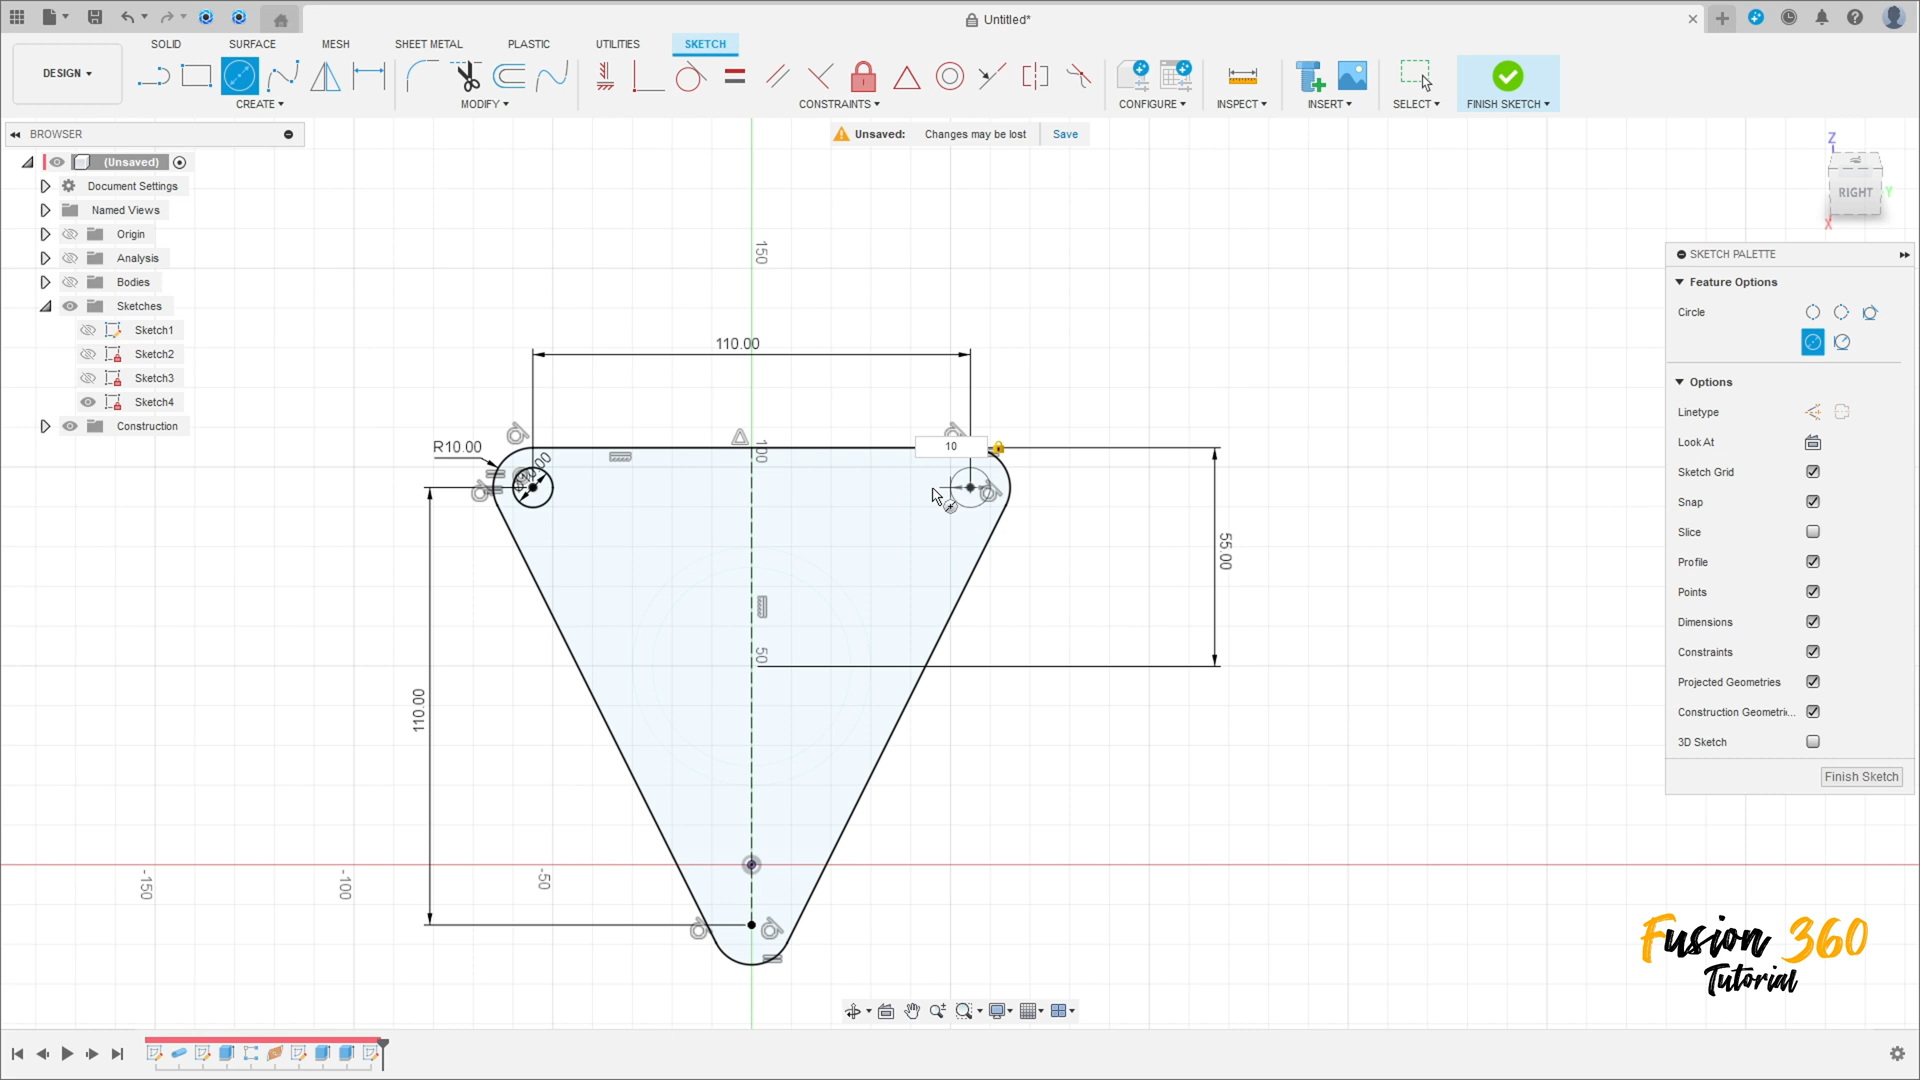 Untitled*
SOLID SURFACE MESH SHEET METAL PLASTIC UTILITIES SKETCH
DESIGN
CREATE MODIFY CONSTRAINTS CONFIGURE INSPECT INSERT SELECT FINISH SKETCH
BROWSER
Unsaved: Changes may be lost Save
(Unsaved)
Document Settings
Named Views
Origin
Analysis
Bodies
Sketches
Sketch1
Sketch2
Sketch3
Sketch4
Construction
Z
RIGHT
Y
X
SKETCH PALETTE
Feature Options
Circle
Options
Linetype
Look At
Sketch Grid
Snap
Slice
Profile
Points
Dimensions
Constraints
Projected Geometries
Construction Geometri...
3D Sketch
Finish Sketch
150
110.00
R10.00
100
10
55.00
50
110.00
-150
-100
-50
Fusion 360
Tutorial